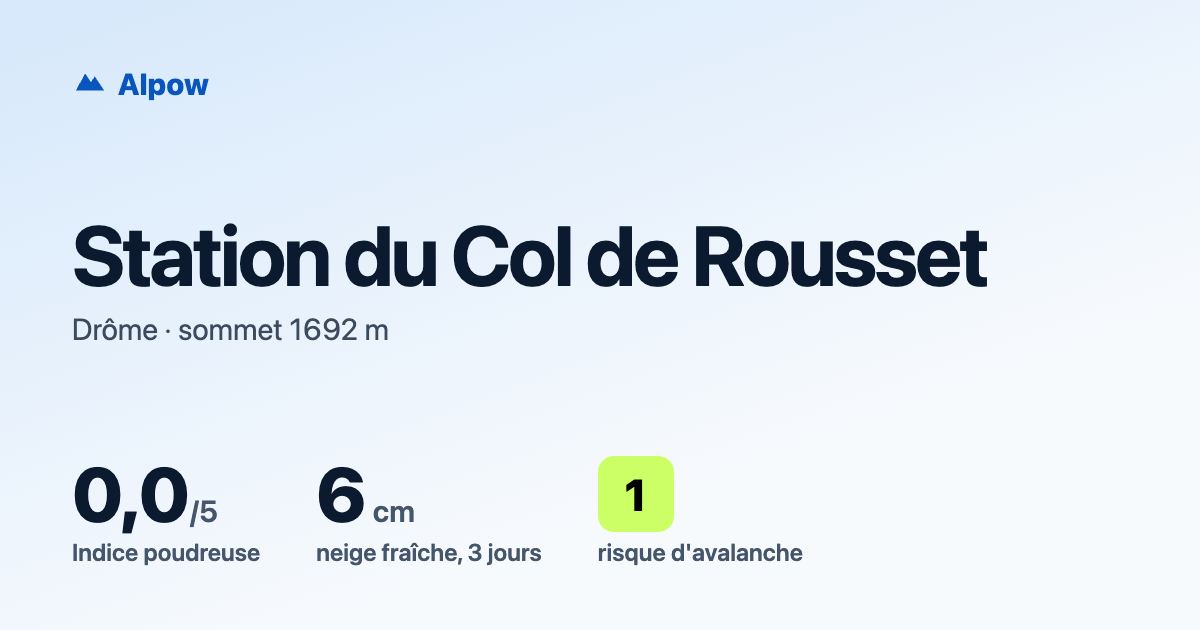 Alpow
Station du Col de Rousset
Drôme · sommet 1692 m
0,0/5
Indice poudreuse
6 cm
neige fraîche, 3 jours
1
risque d'avalanche